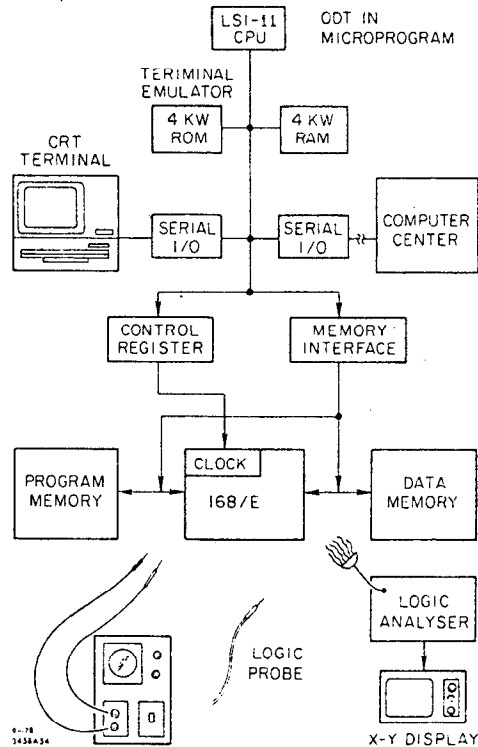 LSI-11
CPU
ODT IN
MICROPROGRAM
TERIMINAL
EMULATOR
4 KW
ROM
4 KW
RAM
CRT
TERMINAL
SERIAL
I/O
SERIAL
I/O
COMPUTER
CENTER
CONTROL
REGISTER
MEMORY
INTERFACE
PROGRAM
MEMORY
CLOCK
168/E
DATA
MEMORY
LOGIC
PROBE
LOGIC
ANALYSER
X-Y DISPLAY
3458A34